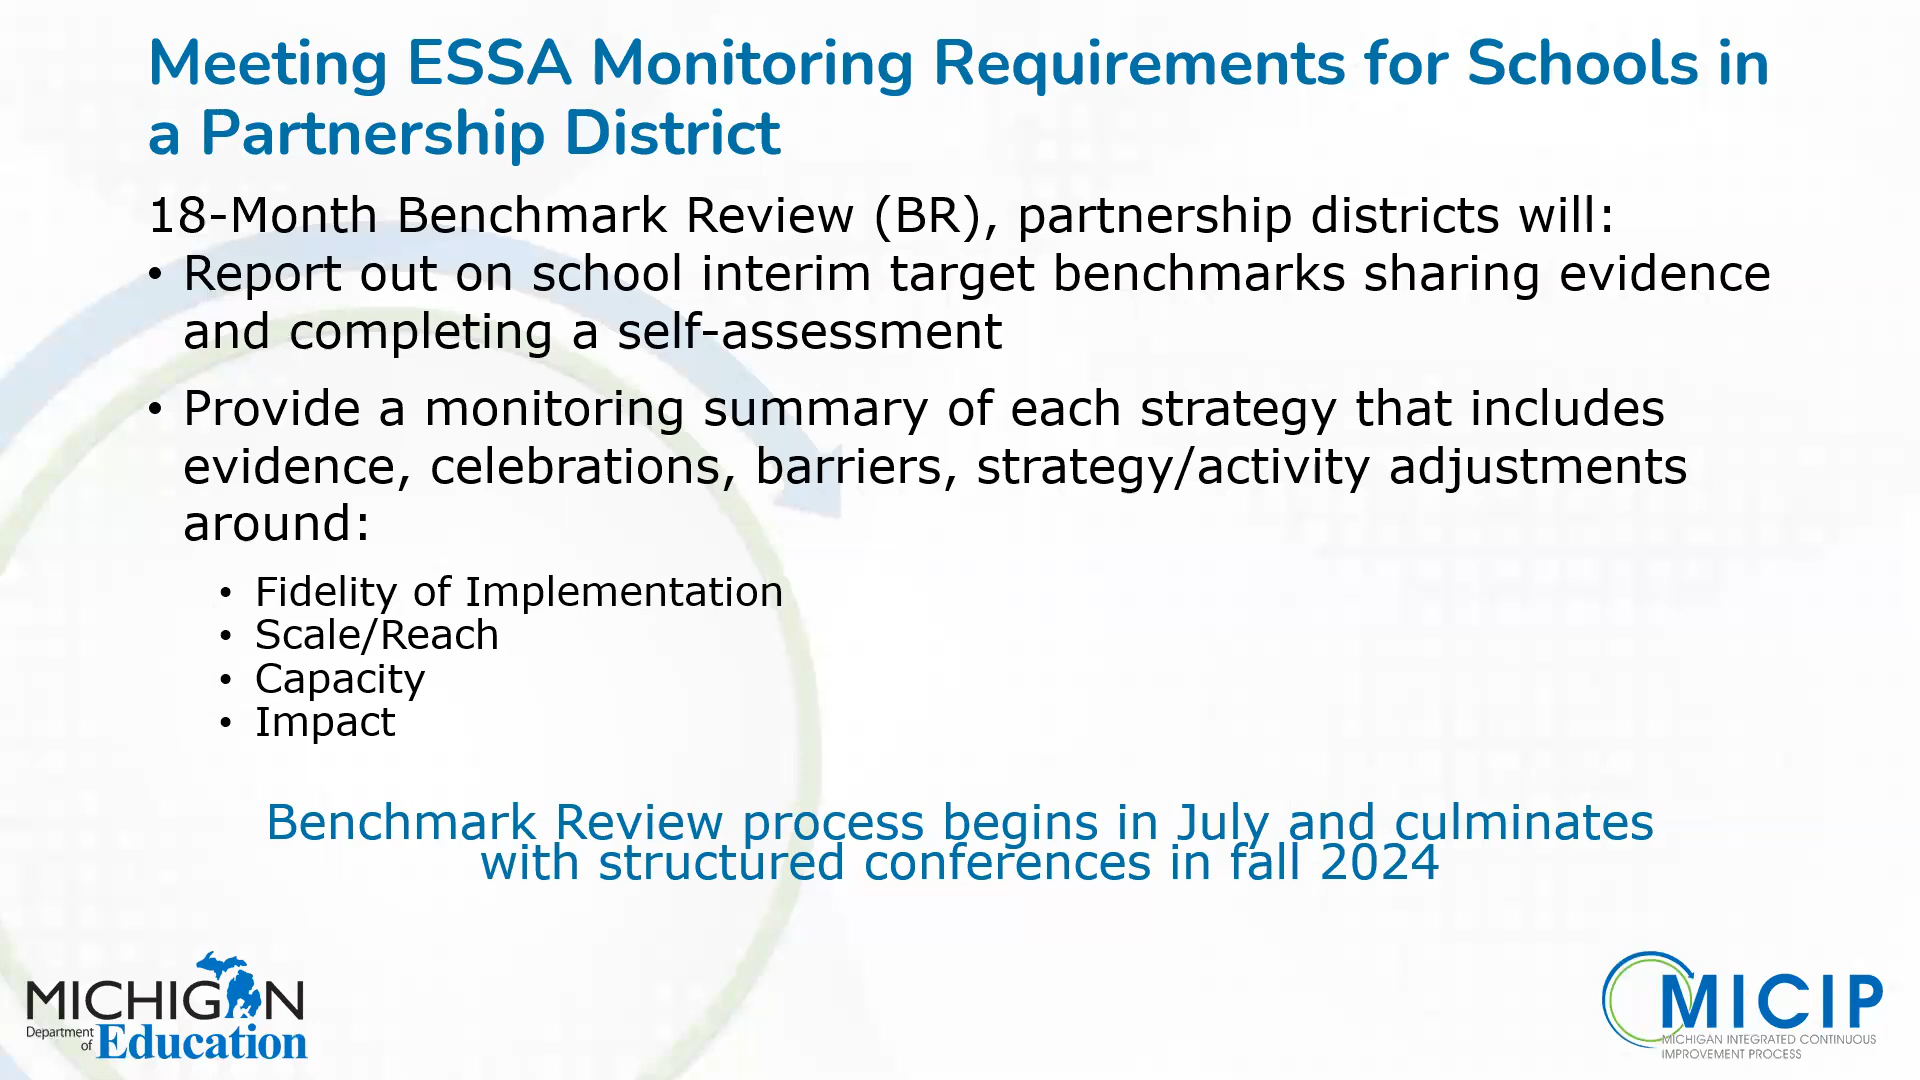 Meeting ESSA Monitoring Requirements for Schools in
a Partnership District
18-Month Benchmark Review (BR), partnership districts will:
• Report out on school interim target benchmarks sharing evidence
and completing a self-assessment
• Provide a monitoring summary of each strategy that includes
evidence, celebrations, barriers, strategy/activity adjustments
around:
• Fidelity of Implementation
• Scale/Reach
• Capacity
• Impact
Benchmark Review process begins in July and culminates
with structured conferences in fall 2024
MICHIGAN
Department
of Education
MICIP
MICHIGAN INTEGRATED CONTINUOUS
IMPROVEMENT PROCESS